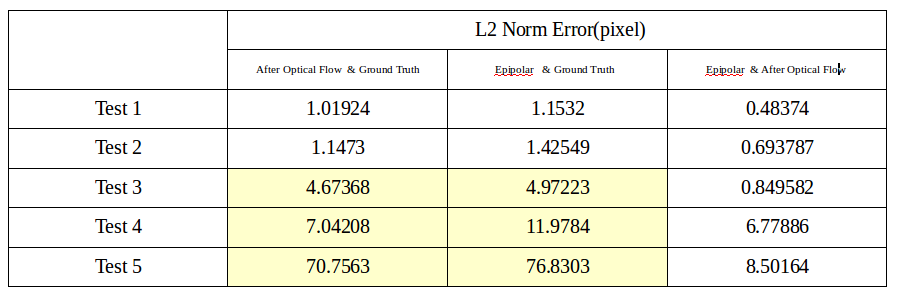 L2 Norm Error(pixel)
After Optical Flow & Ground Truth Epipolar & Ground Truth Epipolar & After Optical Flow
Test 1 1.01924 1.1532 0.48374
Test 2 1.1473 1.42549 0.693787
Test 3 4.67368 4.97223 0.849582
Test 4 7.04208 11.9784 6.77886
Test 5 70.7563 76.8303 8.50164